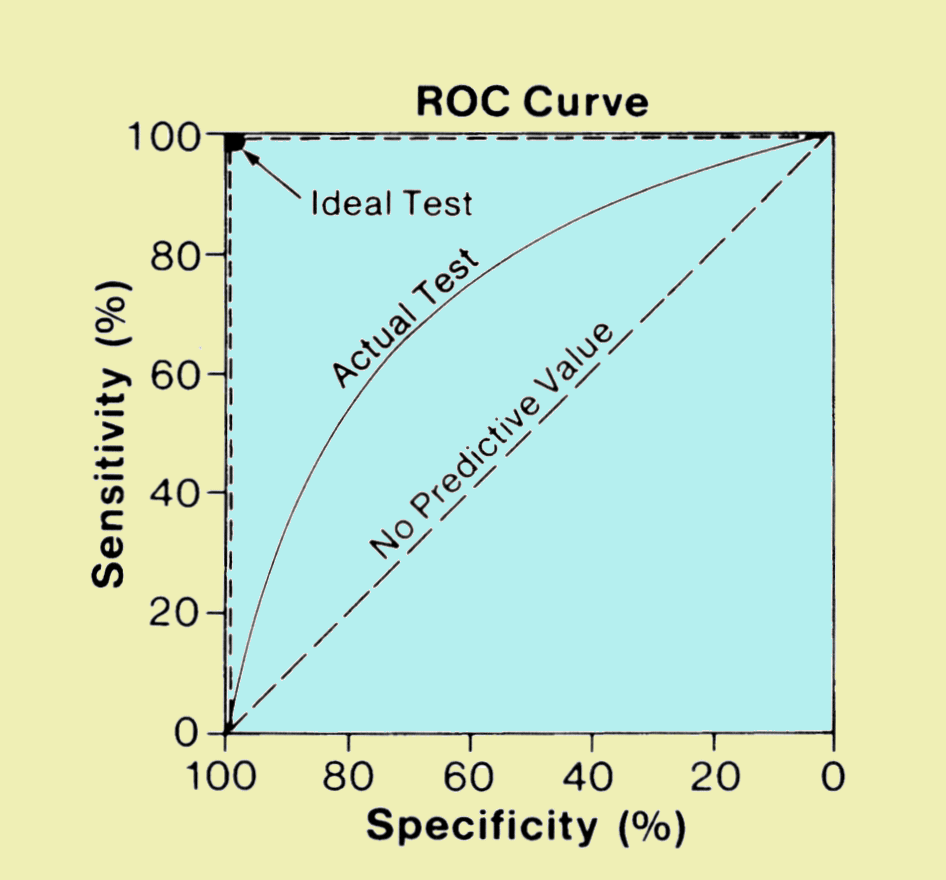 ROC Curve
100
Ideal Test
80
Actual Test
60
No Predictive Value
40
20
0
Sensitivity (%)
100 80 60 40 20 0
Specificity (%)